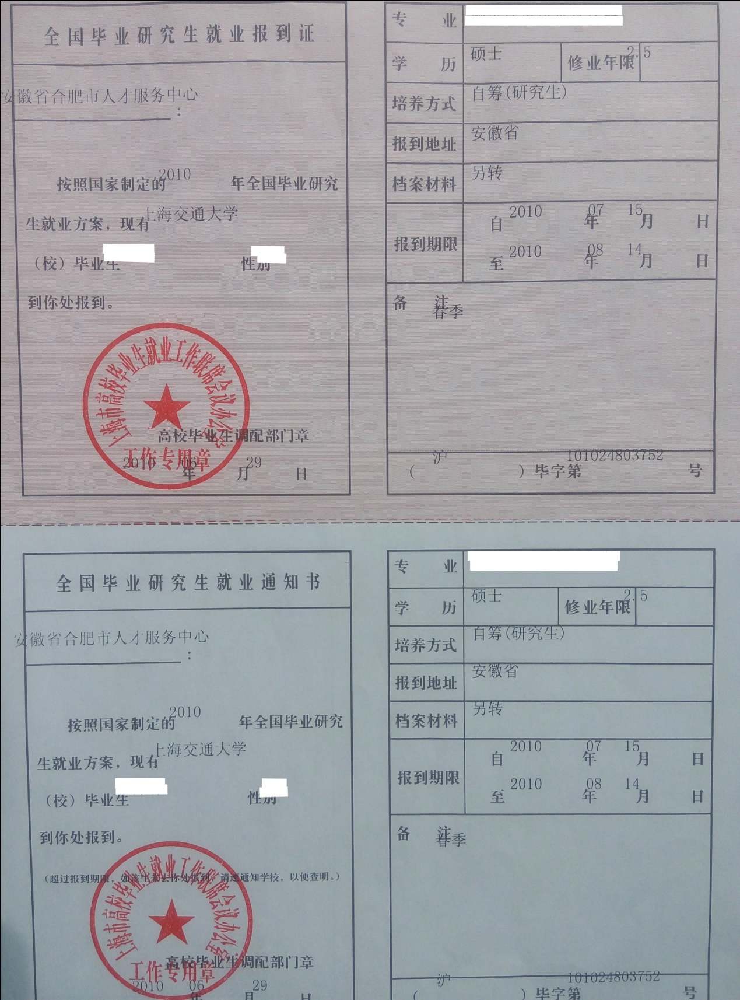 全国毕业研究生就业报到证
安徽省合肥市人才服务中心
：
按照国家制定的2010年全国毕业研究
生就业方案，现有上海交通大学
（校）毕业生 性别
到你处报到。
上海市高校毕业生就业工作联席会议办公室
高校毕业生调配部门章
工作专用章
2010年06月29日
专 业
学 历 硕士 修业年限 2.5
培养方式 自筹(研究生)
报到地址 安徽省
档案材料 另转
报到期限
自2010年07月15日
至2010年08月14日
备 注
春季
（沪）毕字第101024803752号
全国毕业研究生就业通知书
安徽省合肥市人才服务中心
：
按照国家制定的2010年全国毕业研究
生就业方案，现有上海交通大学
（校）毕业生 性别
到你处报到。
（超过报到期限，如该生未去你处报到，请速通知学校，以便查明。）
上海市高校毕业生就业工作联席会议办公室
高校毕业生调配部门章
工作专用章
2010年06月29日
专 业
学 历 硕士 修业年限 2.5
培养方式 自筹(研究生)
报到地址 安徽省
档案材料 另转
报到期限
自2010年07月15日
至2010年08月14日
备 注
春季
（沪）毕字第101024803752号